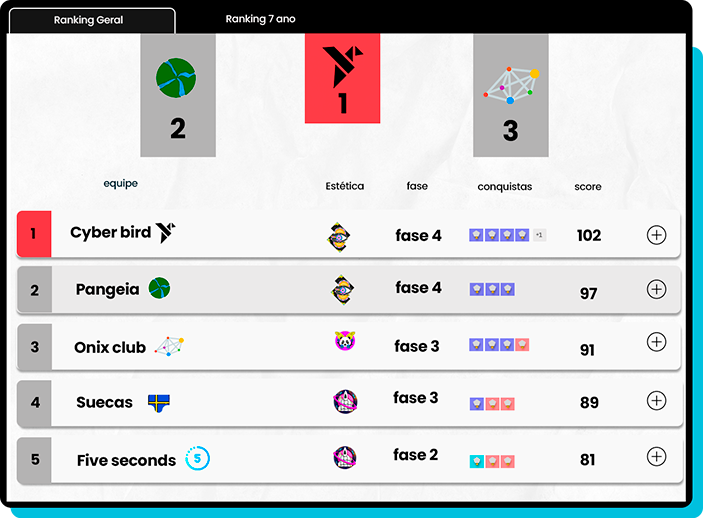 Ranking Geral
Ranking 7 ano
2
1
3
equipe Estética fase conquistas score
1 Cyber bird fase 4 +1 102
2 Pangeia fase 4 97
3 Onix club fase 3 91
4 Suecas fase 3 89
5 Five seconds 5 fase 2 81